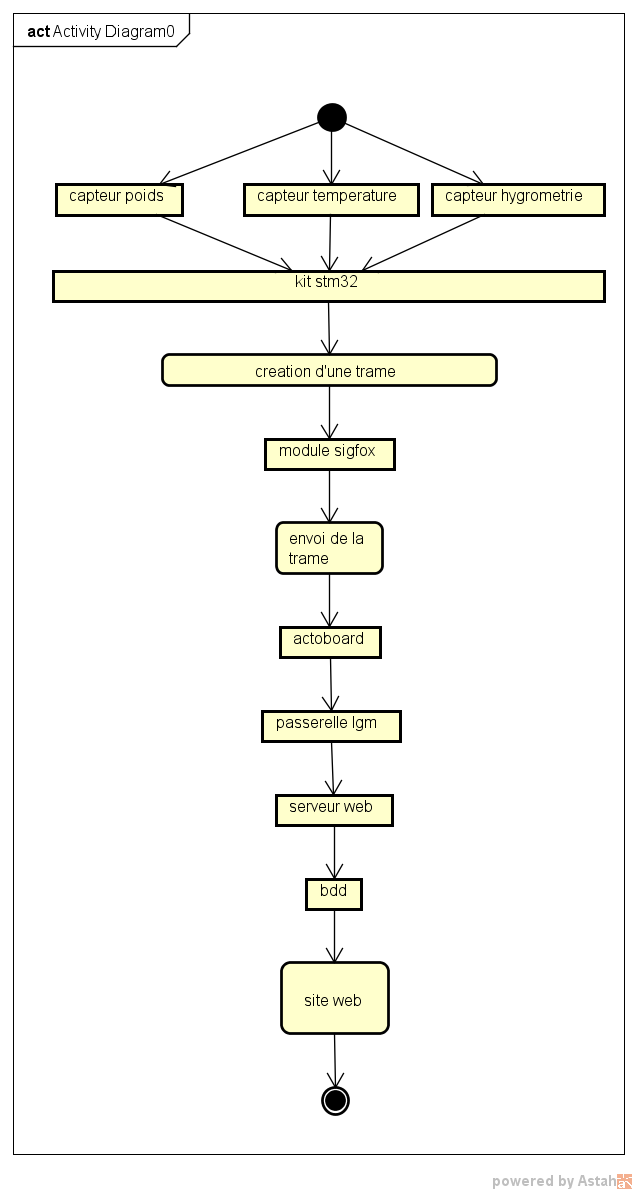 act Activity Diagram0
capteur poids
capteur temperature
capteur hygrometrie
kit stm32
creation d'une trame
module sigfox
envoi de la
trame
actoboard
passerelle lgm
serveur web
bdd
site web
powered by Astah